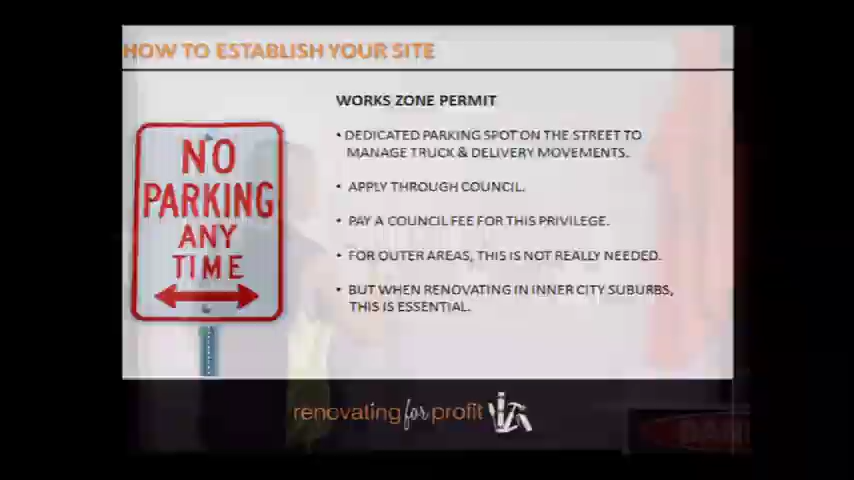 HOW TO ESTABLISH YOUR SITE
WORKS ZONE PERMIT
• DEDICATED PARKING SPOT ON THE STREET TO
MANAGE TRUCK & DELIVERY MOVEMENTS.
• APPLY THROUGH COUNCIL.
• PAY A COUNCIL FEE FOR THIS PRIVILEGE.
• FOR OUTER AREAS, THIS IS NOT REALLY NEEDED.
• BUT WHEN RENOVATING IN INNER CITY SUBURBS,
THIS IS ESSENTIAL.
NO
PARKING
ANY
TIME
renovating for profit